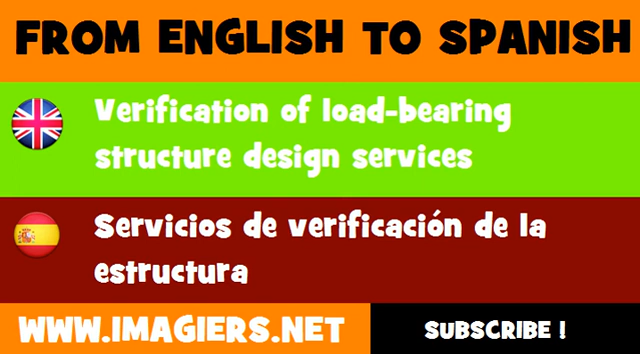 FROM ENGLISH TO SPANISH
Verification of load-bearing
structure design services
Servicios de verificación de la
estructura
WWW.IMAGIERS.NET
SUBSCRIBE !